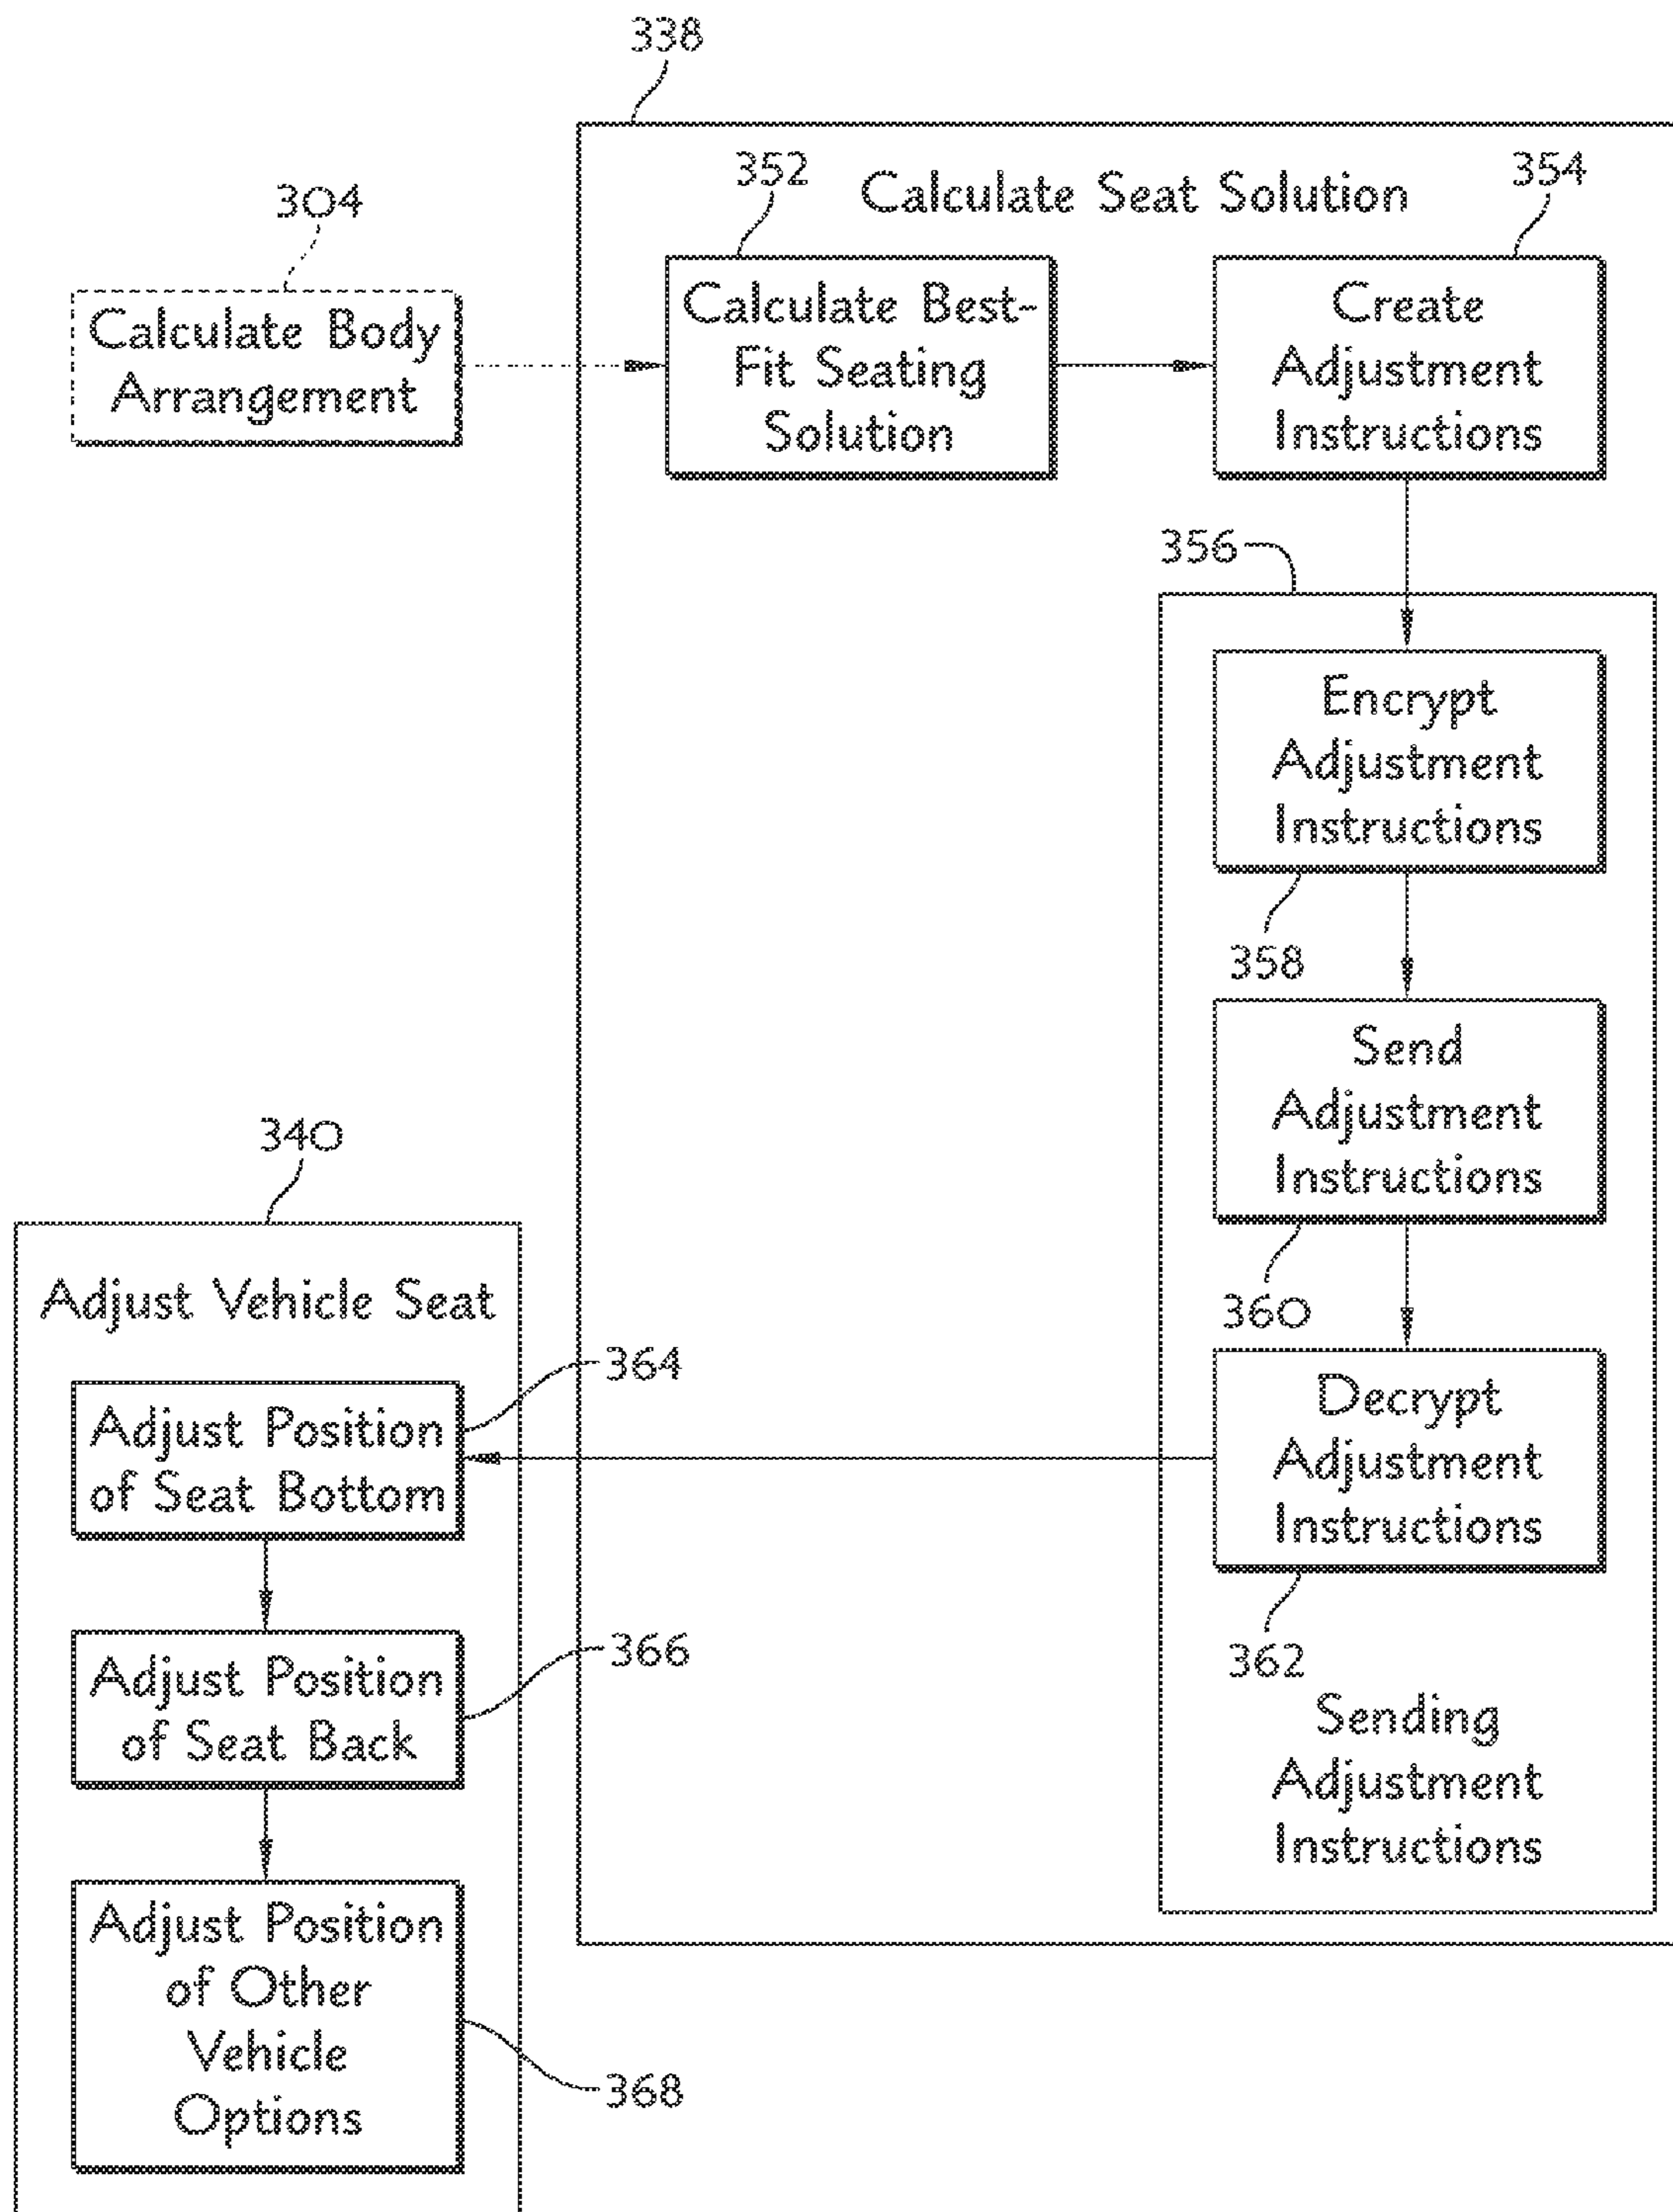 338
304
Calculate Body
Arrangement
352
Calculate Seat Solution
354
Calculate Best-
Fit Seating
Solution
Create
Adjustment
Instructions
356
Encrypt
Adjustment
Instructions
358
Send
Adjustment
Instructions
360
Decrypt
Adjustment
Instructions
362
Sending
Adjustment
Instructions
340
Adjust Vehicle Seat
364
Adjust Position
of Seat Bottom
366
Adjust Position
of Seat Back
Adjust Position
of Other
Vehicle
Options
368